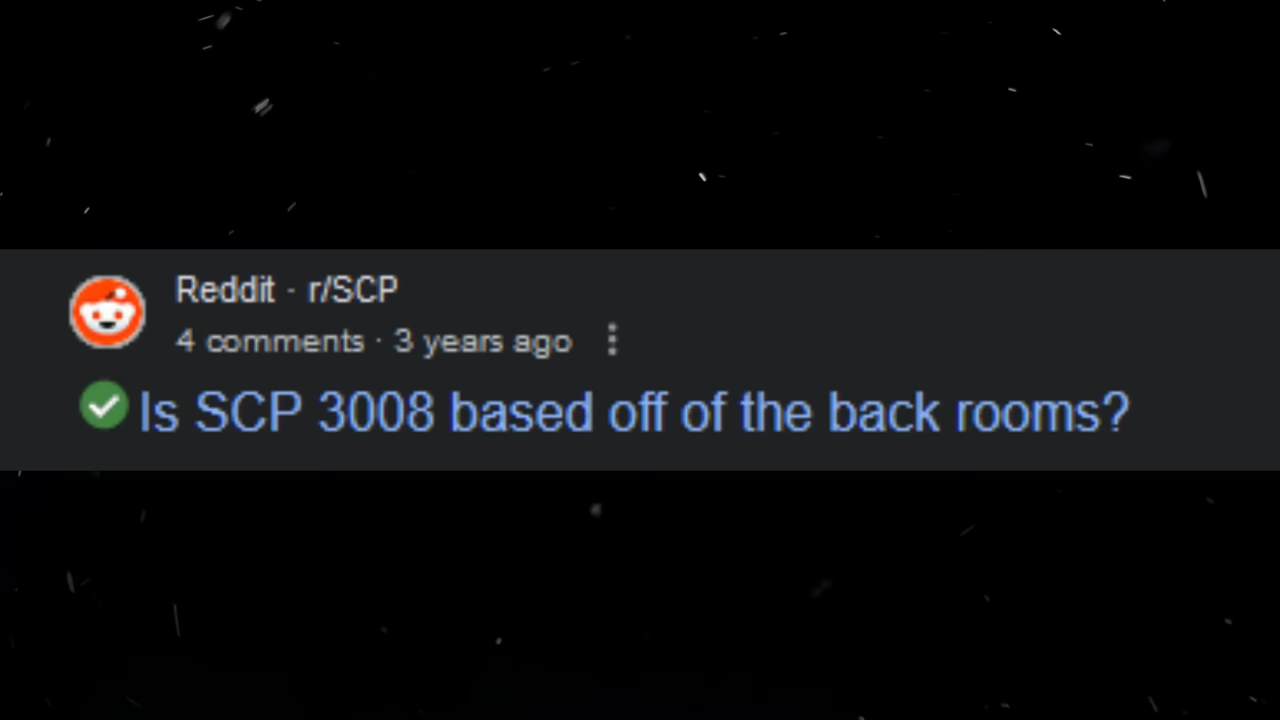 Reddit · r/SCP
4 comments · 3 years ago
Is SCP 3008 based off of the back rooms?